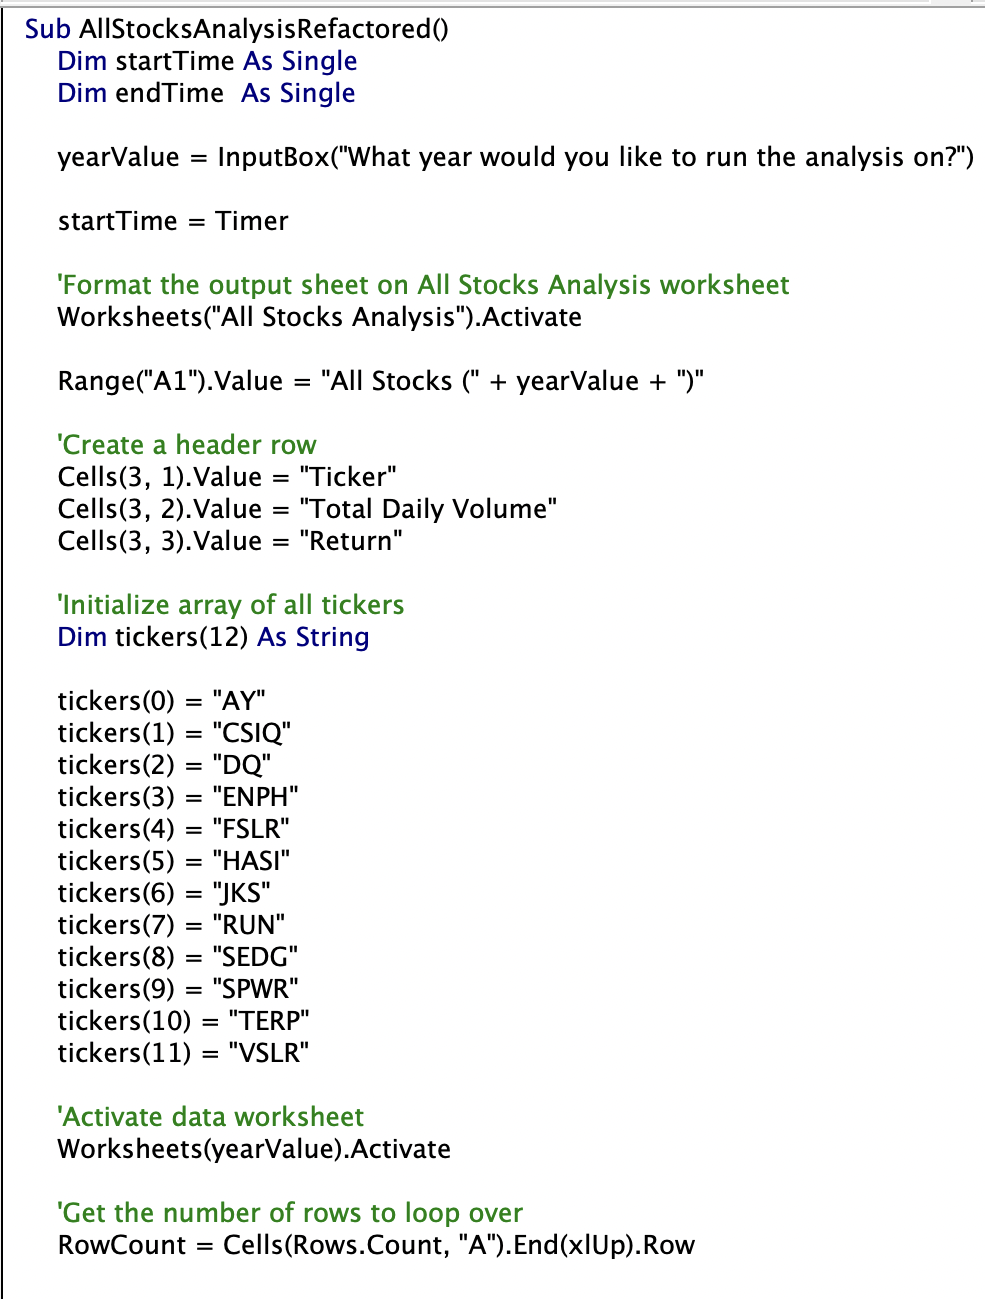 Sub AllStocksAnalysisRefactored()
Dim startTime As Single
Dim endTime  As Single
yearValue = InputBox("What year would you like to run the analysis on?")
startTime = Timer
'Format the output sheet on All Stocks Analysis worksheet
Worksheets("All Stocks Analysis").Activate
Range("A1").Value = "All Stocks (" + yearValue + ")"
'Create a header row
Cells(3, 1).Value = "Ticker"
Cells(3, 2).Value = "Total Daily Volume"
Cells(3, 3).Value = "Return"
'Initialize array of all tickers
Dim tickers(12) As String
tickers(0) = "AY"
tickers(1) = "CSIQ"
tickers(2) = "DQ"
tickers(3) = "ENPH"
tickers(4) = "FSLR"
tickers(5) = "HASI"
tickers(6) = "JKS"
tickers(7) = "RUN"
tickers(8) = "SEDG"
tickers(9) = "SPWR"
tickers(10) = "TERP"
tickers(11) = "VSLR"
'Activate data worksheet
Worksheets(yearValue).Activate
'Get the number of rows to loop over
RowCount = Cells(Rows.Count, "A").End(xlUp).Row